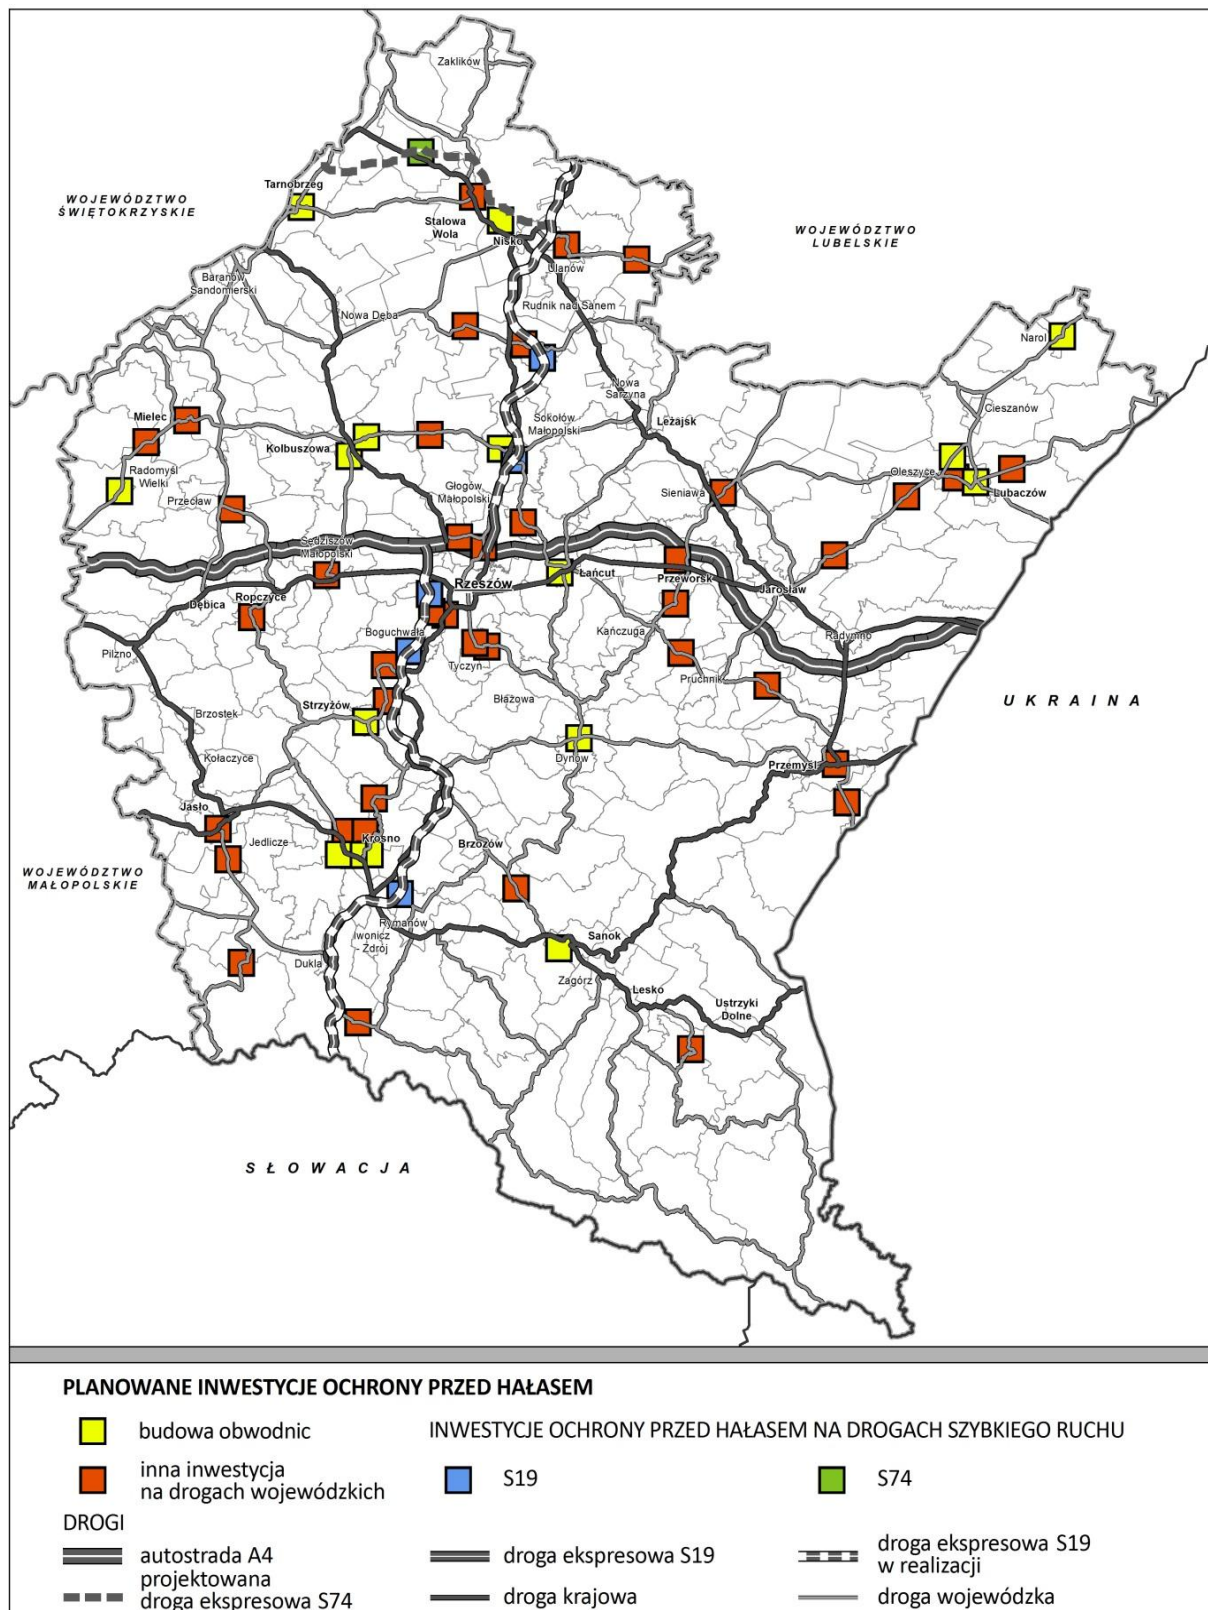 Zaklików
WOJEWÓDZTWO
ŚWIĘTOKRZYSKIE
Tarnobrzeg
Stalowa
Wola
Nisko
WOJEWÓDZTWO
LUBELSKIE
Ulanów
Baranów
Sandomierski
Rudnik nad Sanem
Nowa Dęba
Narol
Nowa
Sarzyna
Cieszanów
Mielec
Sokołów
Małopolski
Leżajsk
Kolbuszowa
Radomyśl
Wielki
Oleszyce
Lubaczów
Głogów
Małopolski
Sieniawa
Przecław
Sędziszów
Małopolski
Rzeszów
Łańcut
Przeworsk
Jarosław
Dębica
Ropczyce
Boguchwała
Kańczuga
Radymno
Pilzno
Tyczyn
Pruchnik
Strzyżów
Błażowa
UKRAINA
Brzostek
Kołaczyce
Dynów
Przemyśl
Jasło
Jedlicze
Krosno
Brzozów
WOJEWÓDZTWO
MAŁOPOLSKIE
Rymanów
Iwonicz
- Zdrój
Sanok
Dukla
Zagórz
Lesko
Ustrzyki
Dolne
SŁOWACJA
PLANOWANE INWESTYCJE OCHRONY PRZED HAŁASEM
budowa obwodnic
INWESTYCJE OCHRONY PRZED HAŁASEM NA DROGACH SZYBKIEGO RUCHU
inna inwestycja
na drogach wojewódzkich
S19
S74
DROGI
autostrada A4
droga ekspresowa S19
droga ekspresowa S19
w realizacji
projektowana
droga ekspresowa S74
droga krajowa
droga wojewódzka